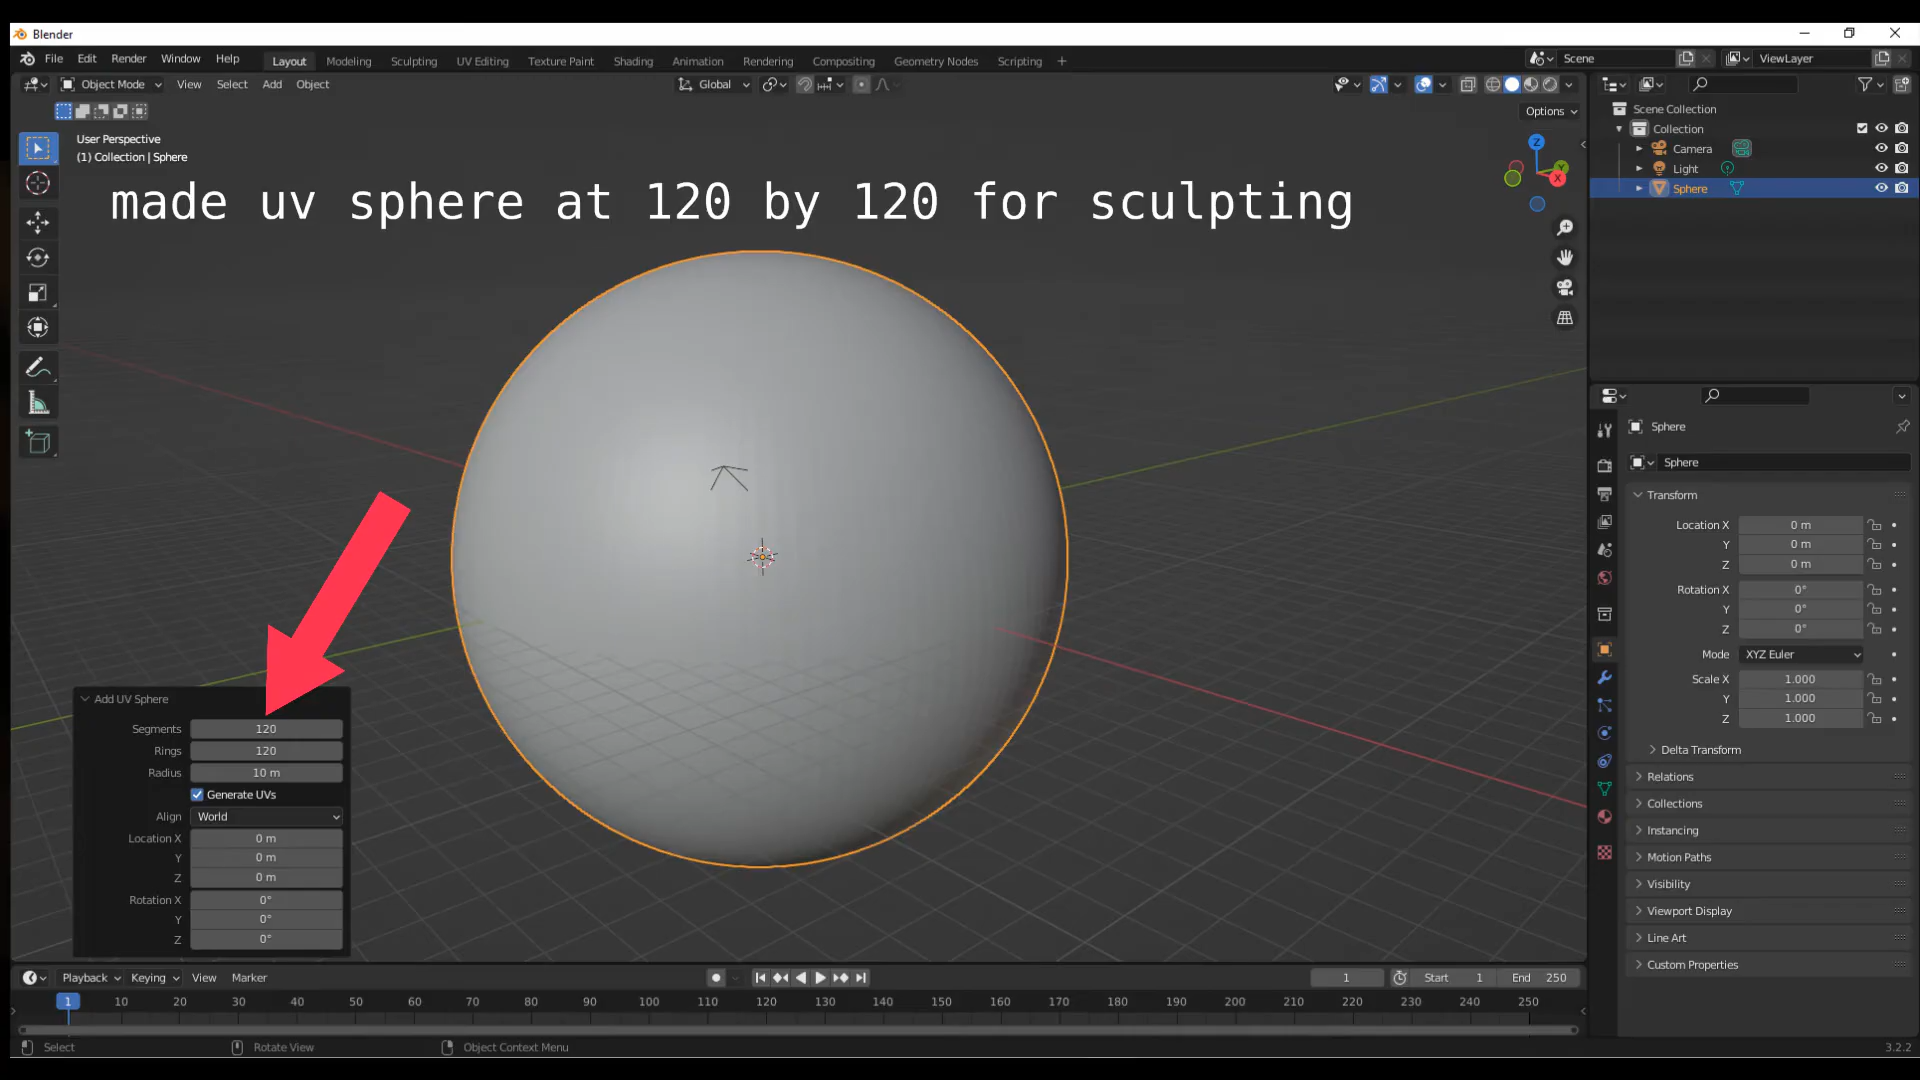 Blender
File Edit Render Window Help Layout Modeling Sculpting UV Editing Texture Paint Shading Animation Rendering Compositing Geometry Nodes Scripting + Scene ViewLayer
Object Mode View Select Add Object Global
Options
User Perspective
(1) Collection | Sphere
made uv sphere at 120 by 120 for sculpting
Z
Y
X
Scene Collection
Collection
Camera
Light
Sphere
Sphere
Sphere
Transform
Location X 0 m
Y 0 m
Z 0 m
Rotation X 0°
Y 0°
Z 0°
Mode XYZ Euler
Scale X 1.000
Y 1.000
Z 1.000
Delta Transform
Relations
Collections
Instancing
Motion Paths
Visibility
Viewport Display
Line Art
Custom Properties
Add UV Sphere
Segments 120
Rings 120
Radius 10 m
Generate UVs
Align World
Location X 0 m
Y 0 m
Z 0 m
Rotation X 0°
Y 0°
Z 0°
Playback Keying View Marker 1 Start 1 End 250
1 10 20 30 40 50 60 70 80 90 100 110 120 130 140 150 160 170 180 190 200 210 220 230 240 250
Select Rotate View Object Context Menu 3.2.2